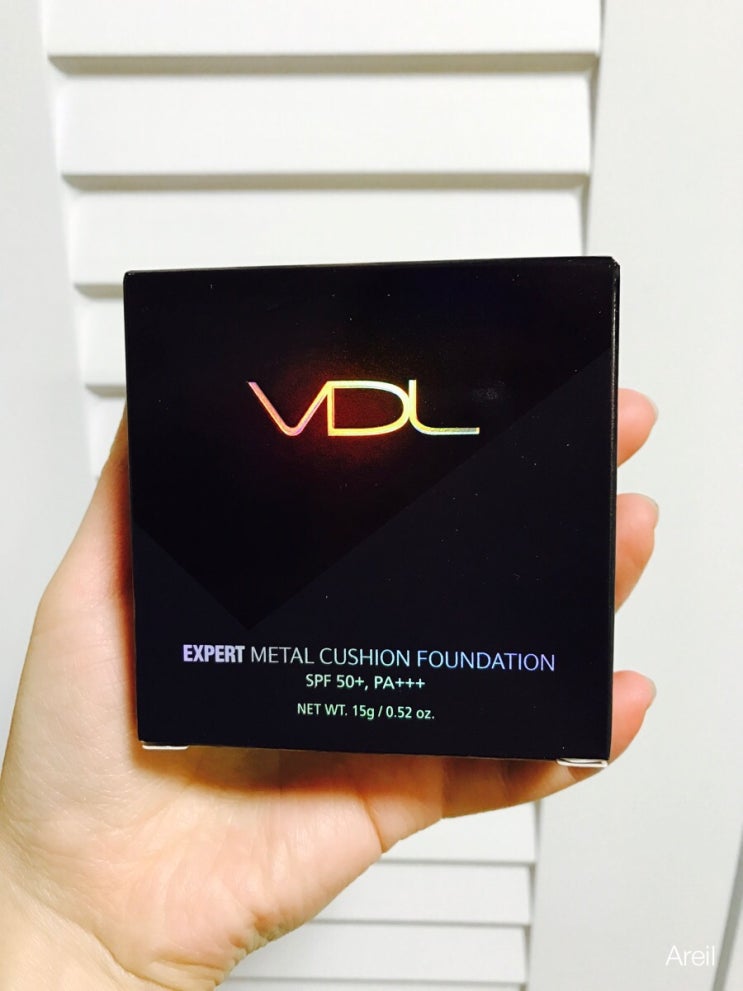 VDL
EXPERT METAL CUSHION FOUNDATION
SPF 50+, PA+++
NET WT. 15g / 0.52 oz.
Areil